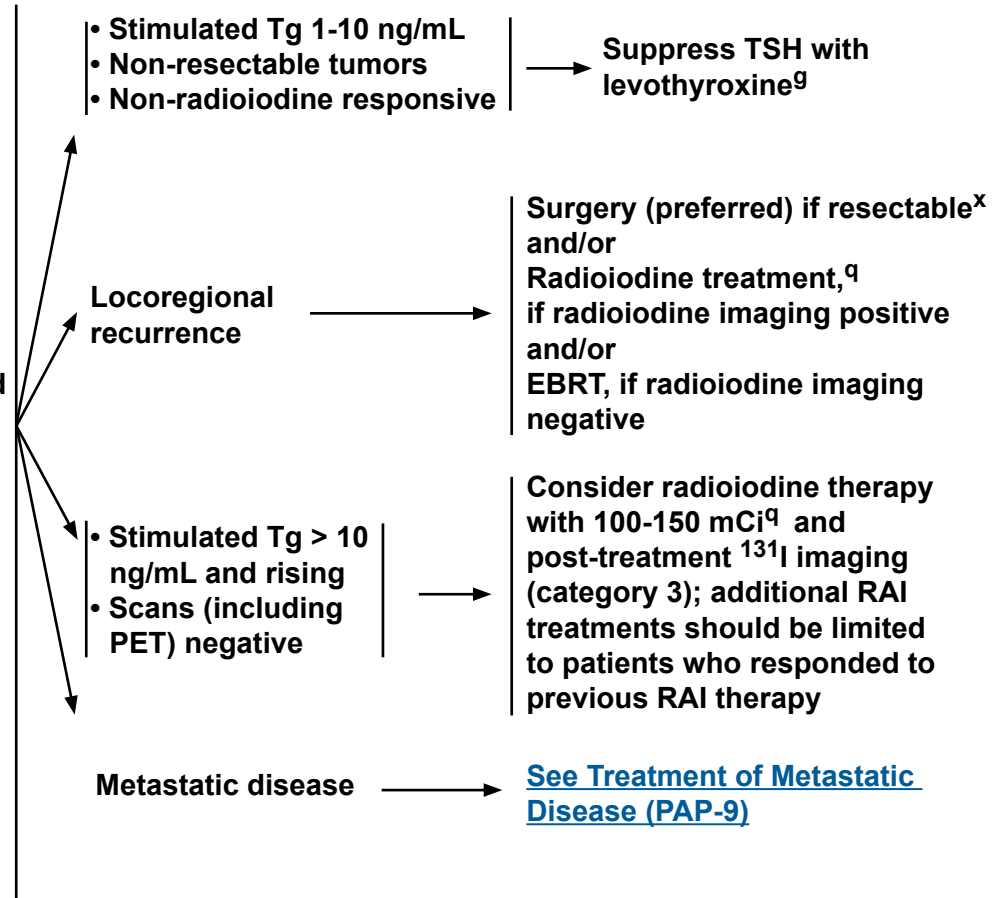 • Stimulated Tg 1-10 ng/mL
• Non-resectable tumors
• Non-radioiodine responsive
Suppress TSH with
levothyroxineᵍ
Locoregional
recurrence
Surgery (preferred) if resectableˣ
and/or
Radioiodine treatment,q
if radioiodine imaging positive
and/or
EBRT, if radioiodine imaging
negative
• Stimulated Tg > 10
ng/mL and rising
• Scans (including
PET) negative
Consider radioiodine therapy
with 100-150 mCiq and
post-treatment ¹³¹I imaging
(category 3); additional RAI
treatments should be limited
to patients who responded to
previous RAI therapy
Metastatic disease
See Treatment of Metastatic
Disease (PAP-9)